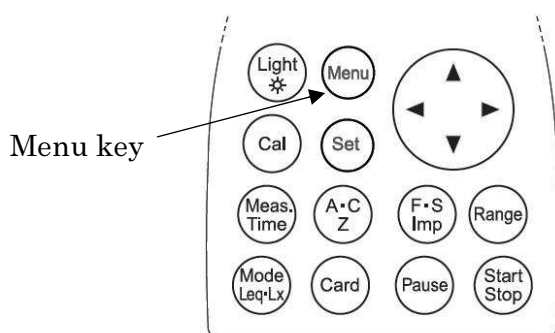 Light
Menu
Menu key
Cal
Set
Meas.
Time
A·C
Z
F·S
Imp
Range
Mode
Leq·Lx
Card
Pause
Start
Stop